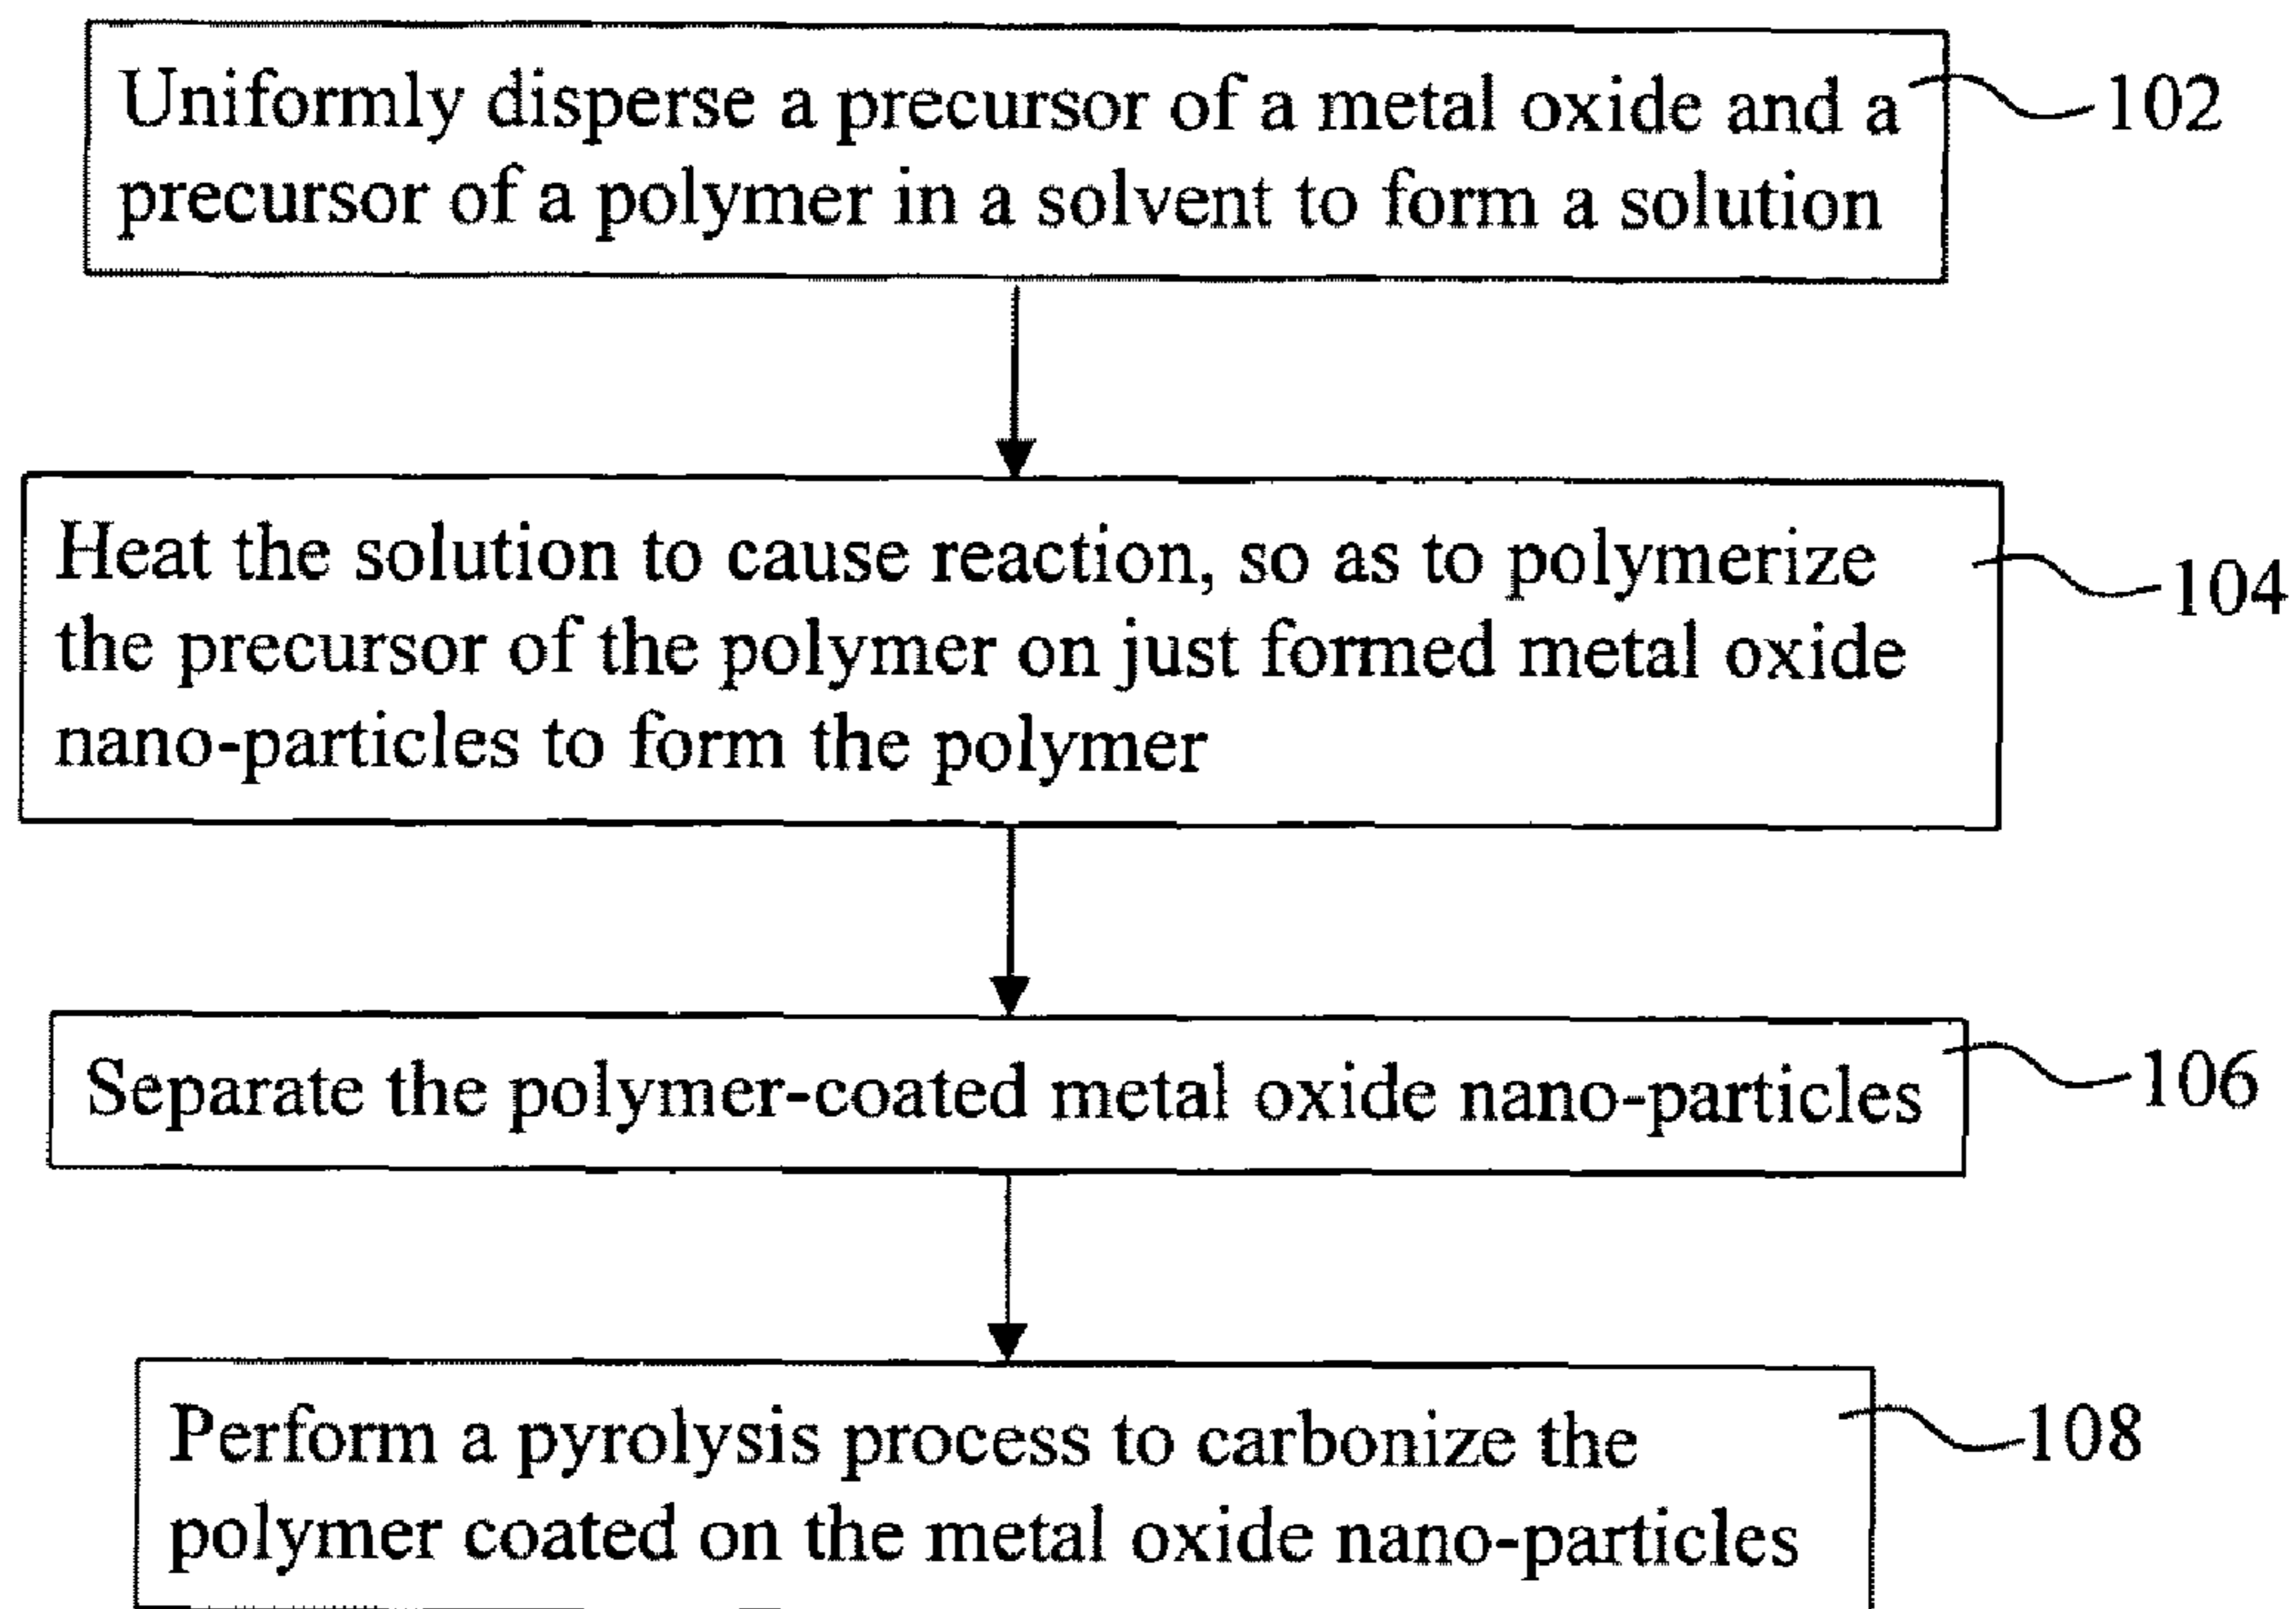 Uniformly disperse a precursor of a metal oxide and a
precursor of a polymer in a solvent to form a solution
102
Heat the solution to cause reaction, so as to polymerize
the precursor of the polymer on just formed metal oxide
nano-particles to form the polymer
104
Separate the polymer-coated metal oxide nano-particles
106
Perform a pyrolysis process to carbonize the
polymer coated on the metal oxide nano-particles
108